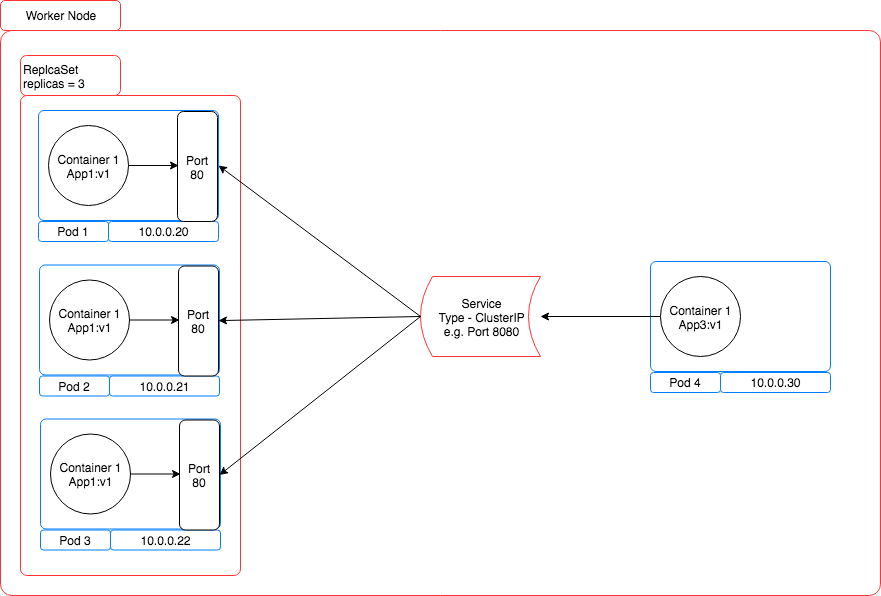 Worker Node
ReplcaSet
replicas = 3
Container 1
App1:v1
Port
80
Pod 1
10.0.0.20
Container 1
App1:v1
Port
80
Pod 2
10.0.0.21
Container 1
App1:v1
Port
80
Pod 3
10.0.0.22
Service
Type - ClusterIP
e.g. Port 8080
Container 1
App3:v1
Pod 4
10.0.0.30